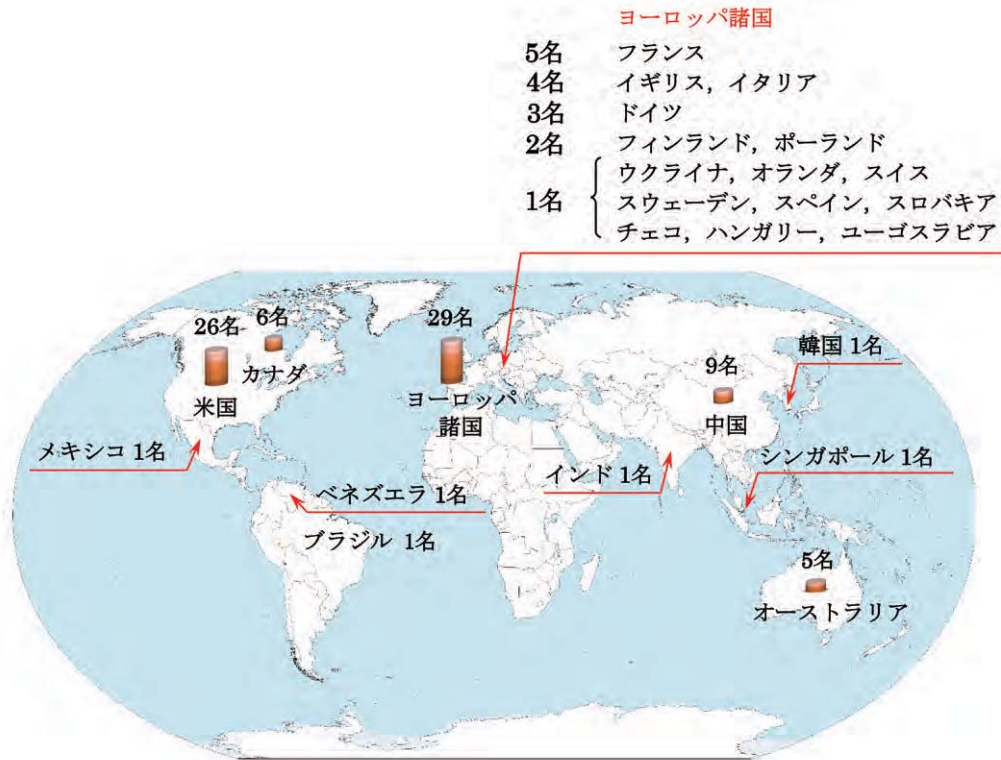 ヨーロッパ諸国
5名 フランス
4名 イギリス，イタリア
3名 ドイツ
2名 フィンランド，ポーランド
ウクライナ，オランダ，スイス
1名 スウェーデン，スペイン，スロバキア
チェコ，ハンガリー，ユーゴスラビア
26名
6名
29名
カナダ
米国
ヨーロッパ
諸国
9名
中国
韓国 1名
メキシコ 1名
ベネズエラ 1名
ブラジル 1名
インド 1名
シンガポール 1名
5名
オーストラリア